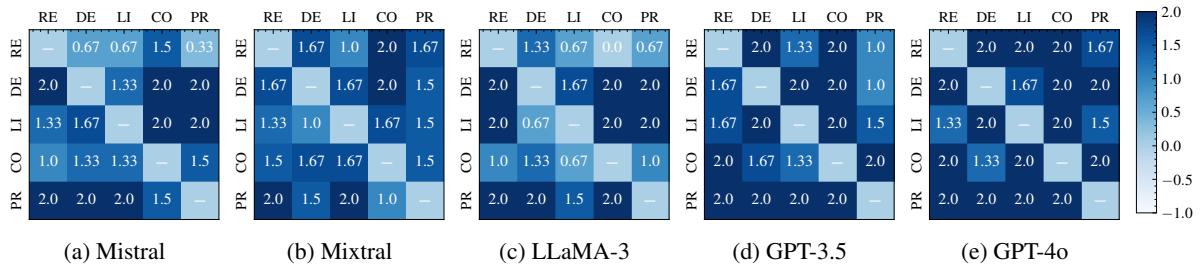 RE DE LI CO PR RE DE LI CO PR RE DE LI CO PR RE DE LI CO PR RE DE LI CO PR 2.0
RE — 0.67 0.67 1.5 0.33 RE — 1.67 1.0 2.0 1.67 RE — 1.33 0.67 0.0 0.67 RE — 2.0 1.33 2.0 1.0 RE — 2.0 2.0 2.0 1.67 1.5
DE 2.0 — 1.33 2.0 2.0 DE 1.67 — 1.67 2.0 1.5 DE 2.0 — 1.67 2.0 2.0 DE 1.67 — 2.0 2.0 1.0 DE 2.0 — 1.67 2.0 2.0 1.0
LI 1.33 1.67 — 2.0 2.0 LI 1.33 1.0 — 1.67 1.5 LI 2.0 0.67 — 2.0 2.0 LI 1.67 2.0 — 2.0 1.5 LI 1.33 2.0 — 2.0 1.5 0.5
CO 1.0 1.33 1.33 — 1.5 CO 1.5 1.67 1.67 — 1.5 CO 1.0 1.33 0.67 — 1.0 CO 2.0 1.67 1.33 — 2.0 CO 2.0 1.33 2.0 — 2.0 0.0
−0.5
PR 2.0 2.0 2.0 1.5 — PR 2.0 1.5 2.0 1.0 — PR 2.0 2.0 1.5 2.0 — PR 2.0 2.0 2.0 2.0 — PR 2.0 2.0 2.0 2.0 — −1.0
(a) Mistral (b) Mixtral (c) LLaMA-3 (d) GPT-3.5 (e) GPT-4o